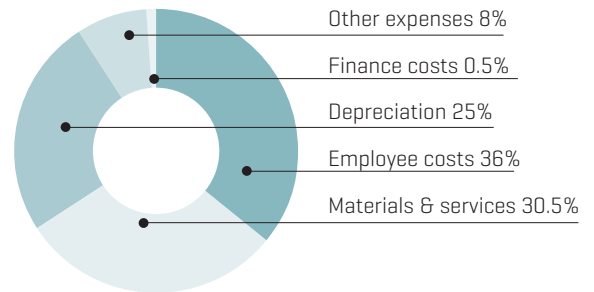 Other expenses 8%
Finance costs 0.5%
Depreciation 25%
Employee costs 36%
Materials & services 30.5%